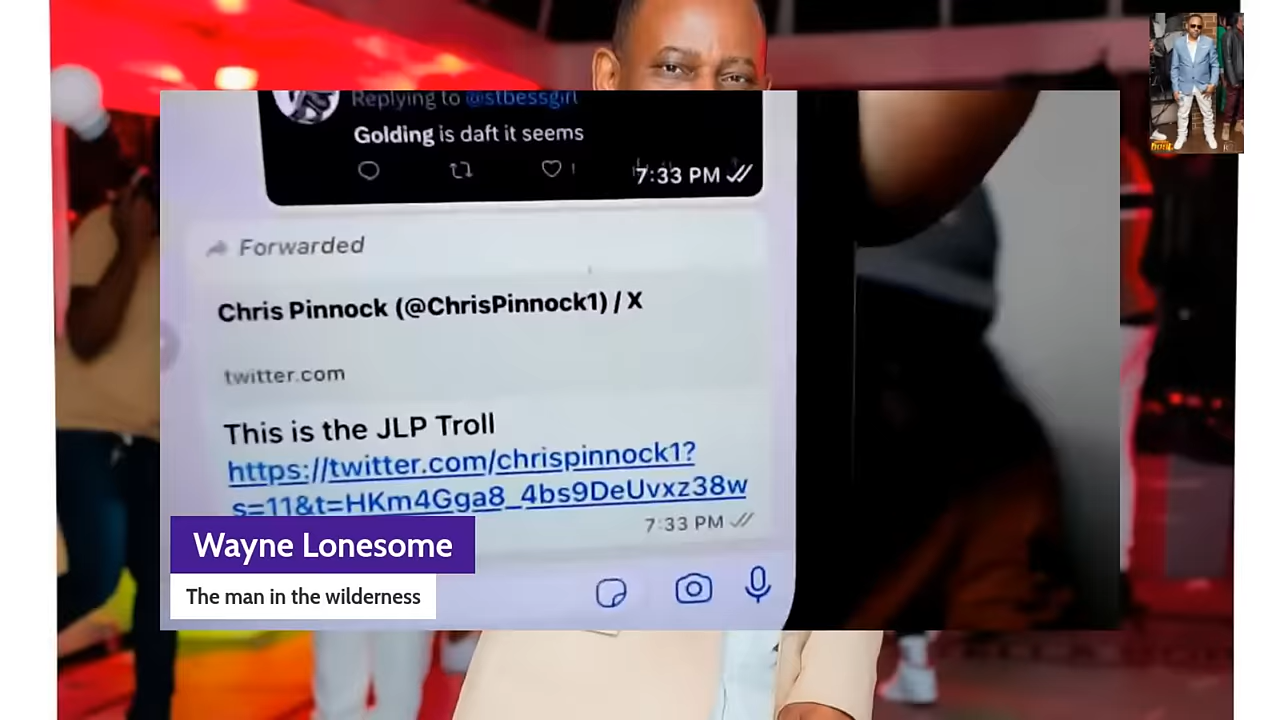 Replying to @stbessgirl
Golding is daft it seems
1
7:33 PM
Forwarded
Chris Pinnock (@ChrisPinnock1) / X
twitter.com
This is the JLP Troll
https://twitter.com/chrispinnock1?
s=11&t=HKm4Gga8_4bs9DeUvxz38w
7:33 PM
Wayne Lonesome
The man in the wilderness